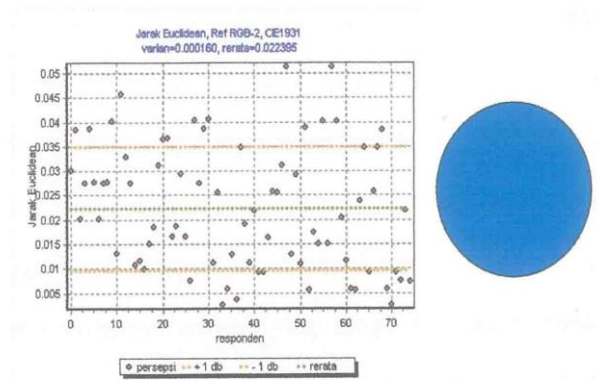 Jarak Euclidean, Ref RGB-2, CIE1931
varian=0.000160, rerata=0.022395
0.05
0.045
0.04
0.035
0.03
0.025
0.02
0.015
0.01
0.005
Jarak_Euclidean
0 10 20 30 40 50 60 70
responden
persepsi + 1 db - 1 db rerata